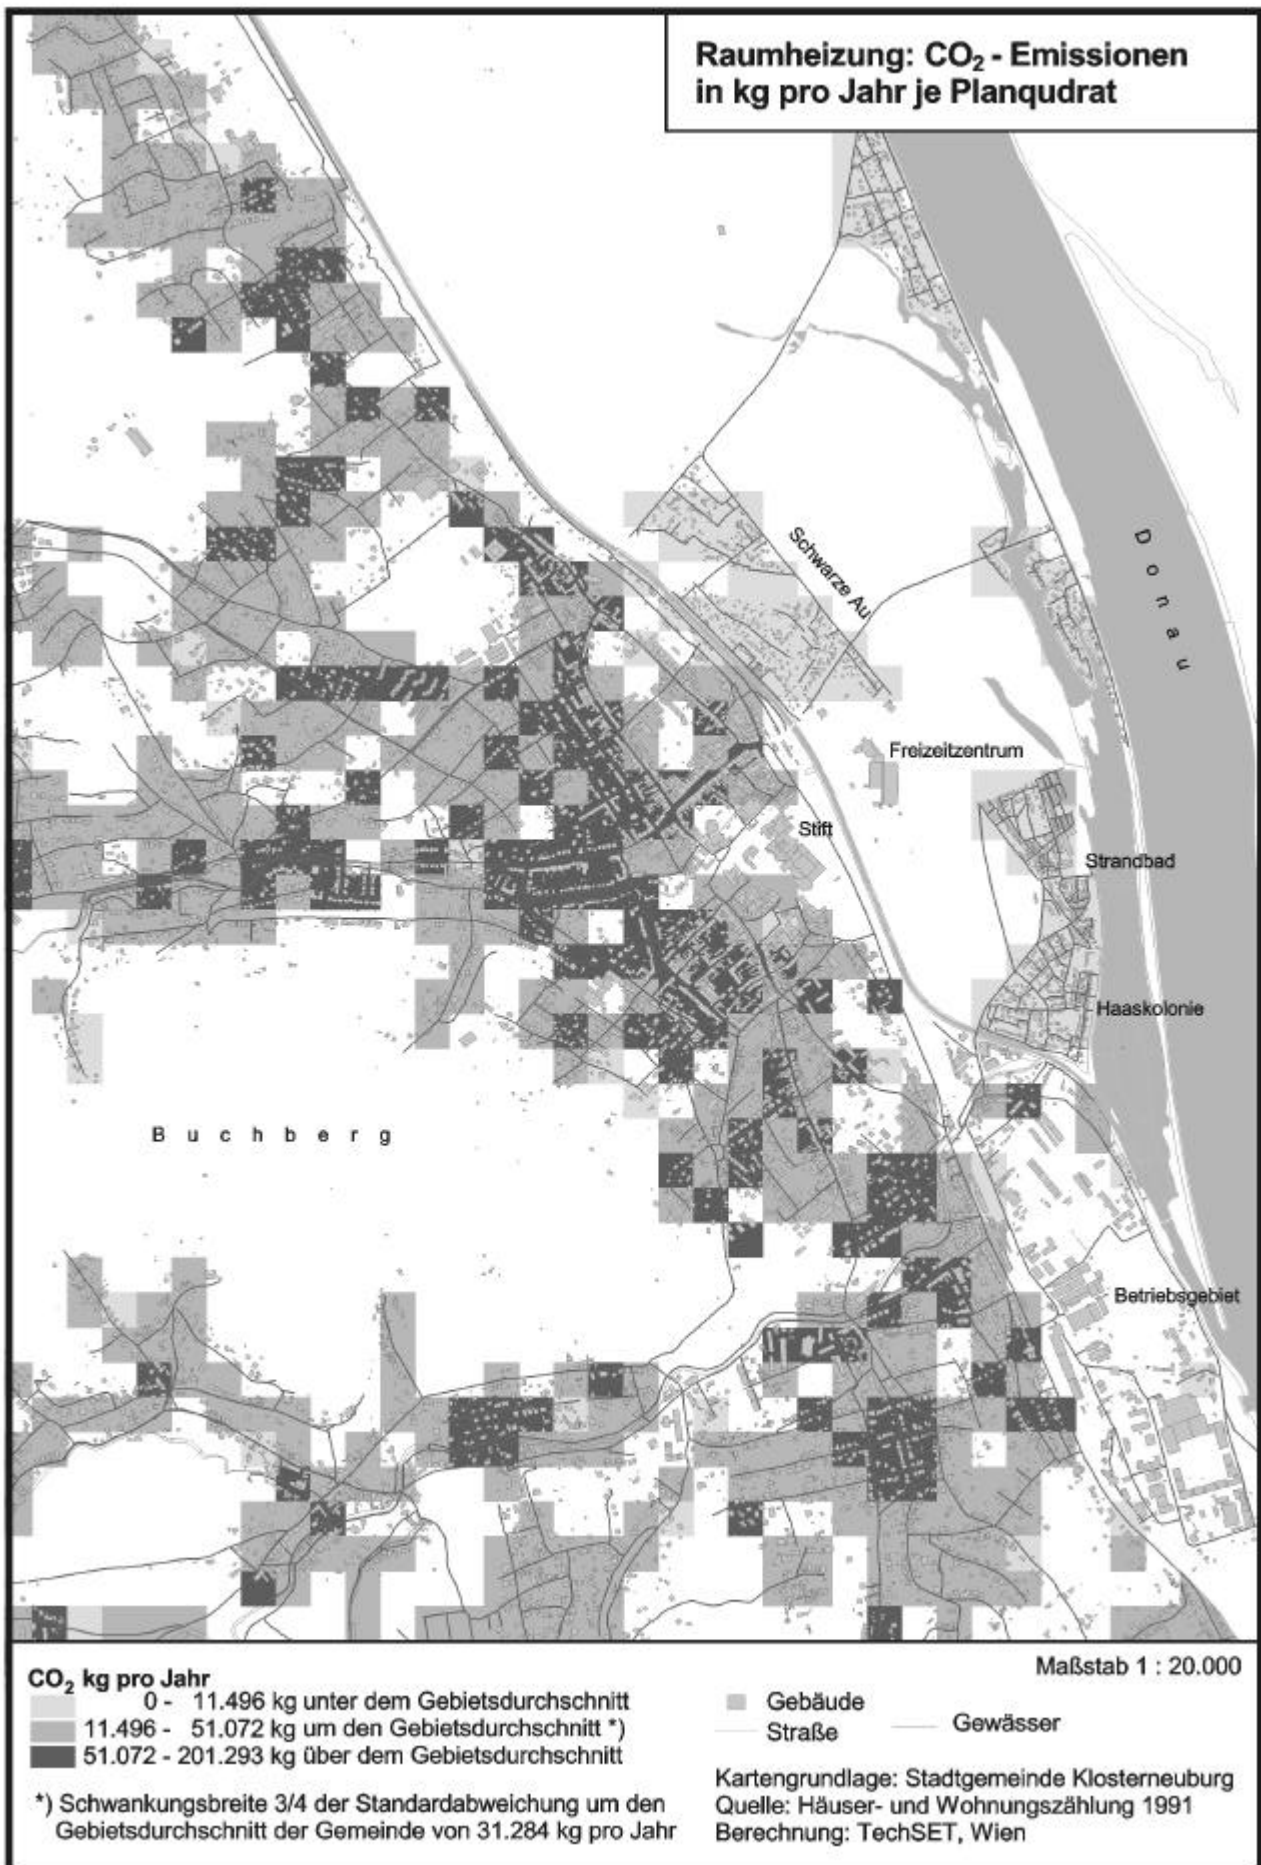 Raumheizung: CO₂ - Emissionen
in kg pro Jahr je Planqudrat
Donau
Schwarze Au
Freizeitzentrum
Stift
Strandbad
Haaskolonie
Buchberg
Betriebsgebiet
CO₂ kg pro Jahr
0 - 11.496 kg unter dem Gebietsdurchschnitt
11.496 - 51.072 kg um den Gebietsdurchschnitt *)
51.072 - 201.293 kg über dem Gebietsdurchschnitt
*) Schwankungsbreite 3/4 der Standardabweichung um den
Gebietsdurchschnitt der Gemeinde von 31.284 kg pro Jahr
Maßstab 1 : 20.000
Gebäude
Straße
Gewässer
Kartengrundlage: Stadtgemeinde Klosterneuburg
Quelle: Häuser- und Wohnungszählung 1991
Berechnung: TechSET, Wien